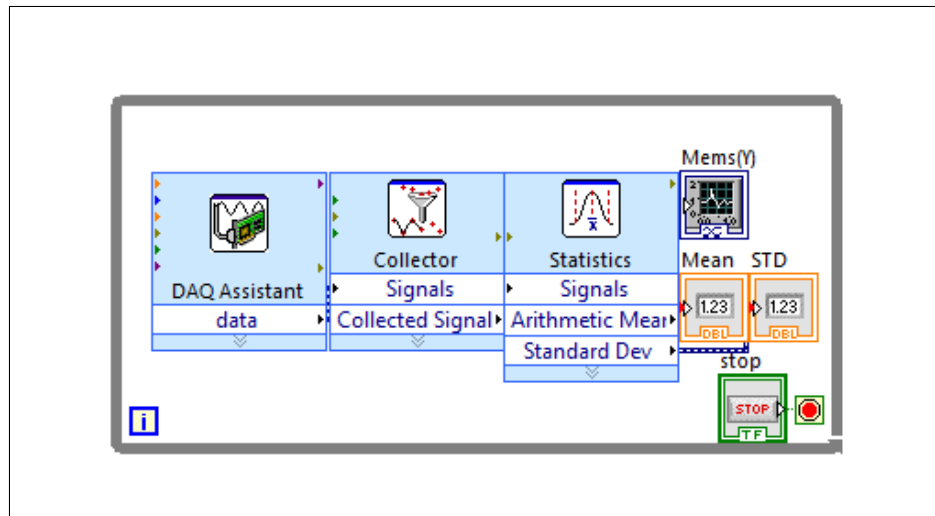 Mems(Y)
Mean STD
DAQ Assistant
data
Collector
Signals
Collected Signal
Statistics
Signals
Arithmetic Mear
Standard Dev
1.23
DBL
1.23
DBL
stop
STOP
TF
i